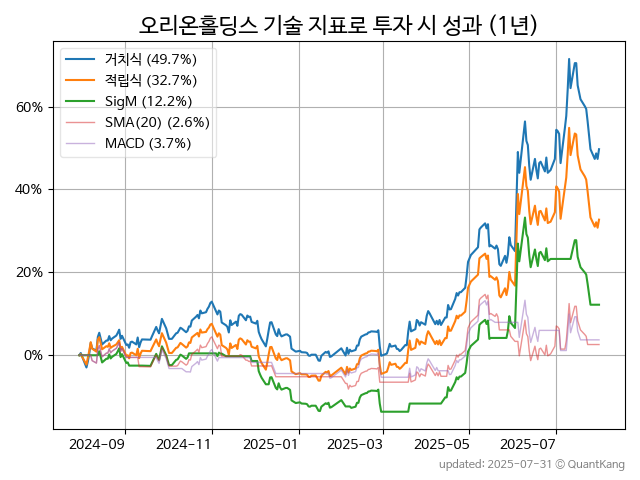 오리온홀딩스 기술 지표로 투자 시 성과 (1년)
거치식 (49.7%)
적립식 (32.7%)
SigM (12.2%)
SMA(20) (2.6%)
MACD (3.7%)
60%
40%
20%
0%
2024-09 2024-11 2025-01 2025-03 2025-05 2025-07
updated: 2025-07-31 © QuantKang